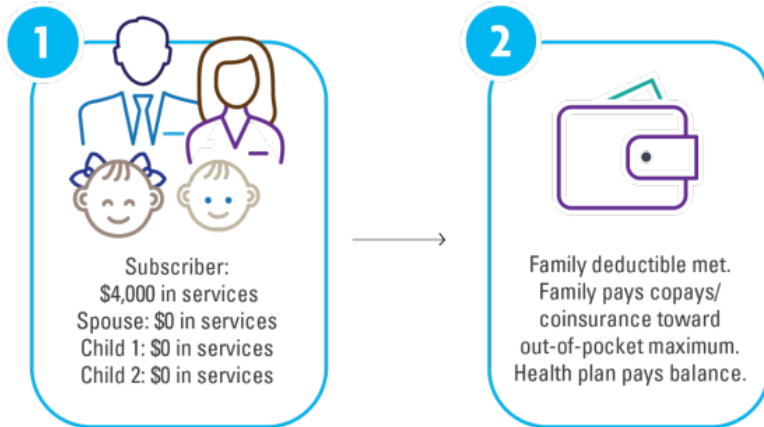 1
Subscriber:
$4,000 in services
Spouse: $0 in services
Child 1: $0 in services
Child 2: $0 in services
2
Family deductible met.
Family pays copays/
coinsurance toward
out-of-pocket maximum.
Health plan pays balance.